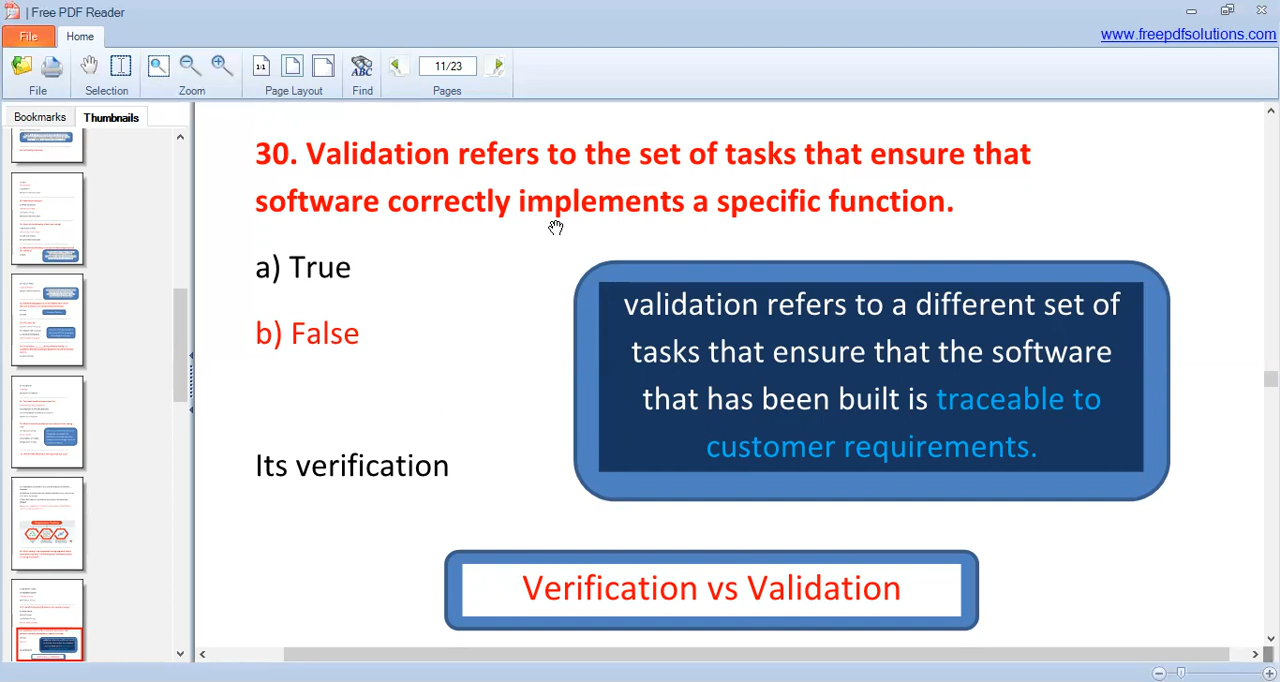 | Free PDF Reader
File
Home
www.freepdfsolutions.com
1:1
ABC
11/23
File
Selection
Zoom
Page Layout
Find
Pages
Bookmarks
Thumbnails
30. Validation refers to the set of tasks that ensure that
software correctly implements a specific function.
a) True
b) False
Its verification
validation refers to a different set of
tasks that ensure that the software
that has been built is traceable to
customer requirements.
Verification vs Validation